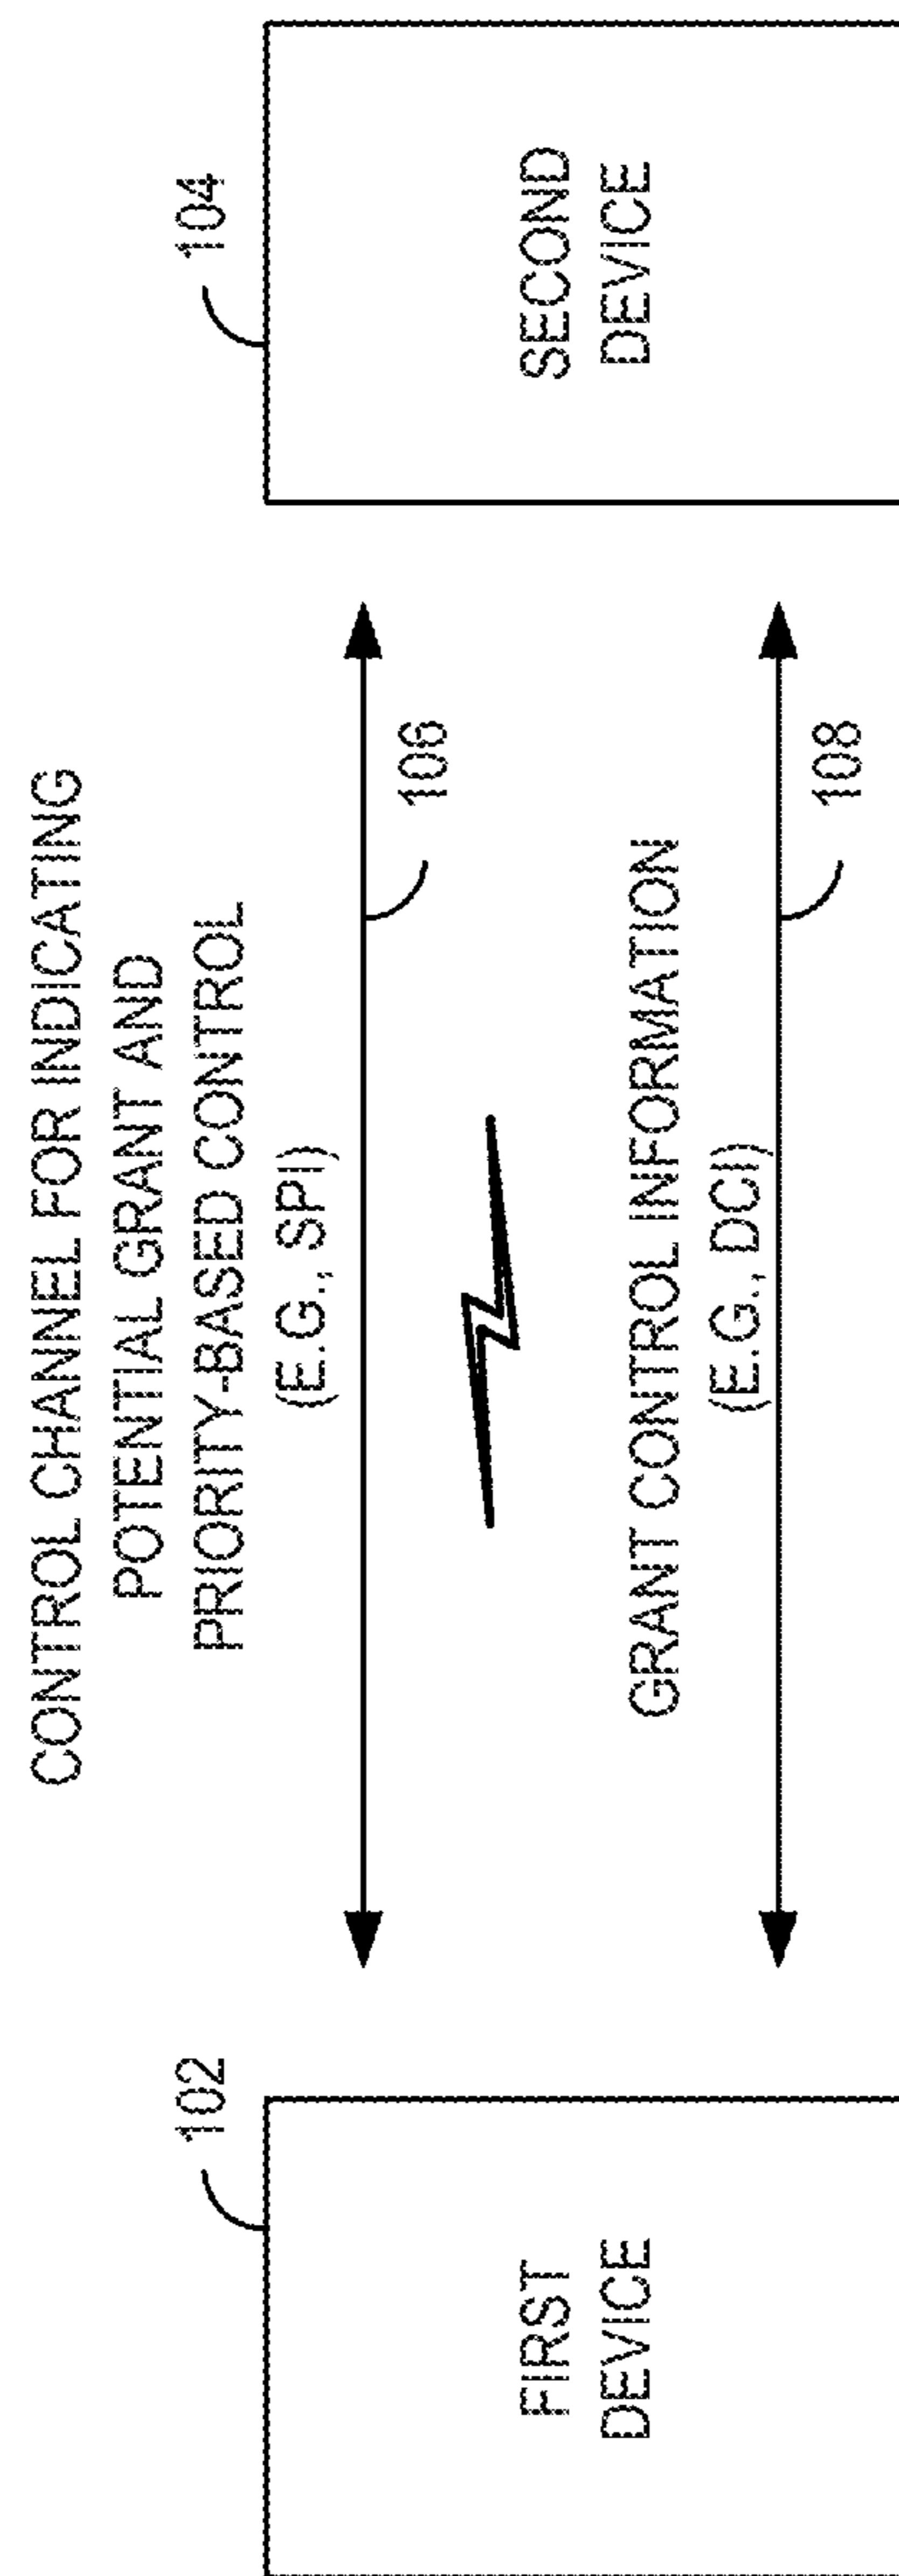 CONTROL CHANNEL FOR INDICATING
POTENTIAL GRANT AND
PRIORITY-BASED CONTROL
(E.G., SPI)
102
104
106
FIRST
DEVICE
SECOND
DEVICE
GRANT CONTROL INFORMATION
(E.G., DCI)
108